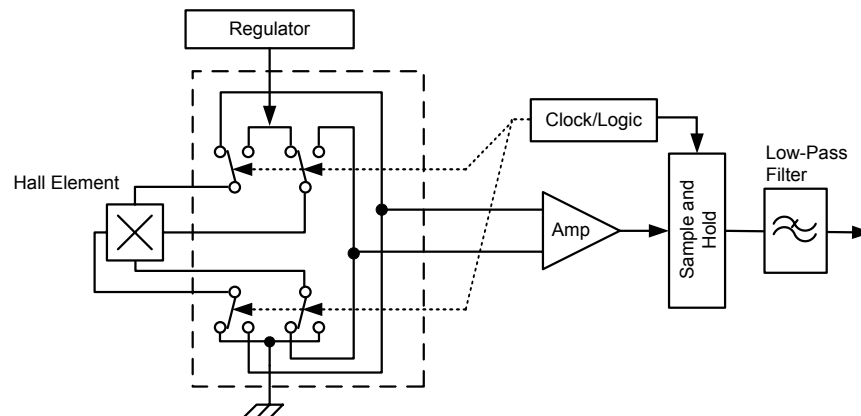 Regulator
Clock/Logic
Low-Pass
Filter
Hall Element
Amp
Sample and
Hold